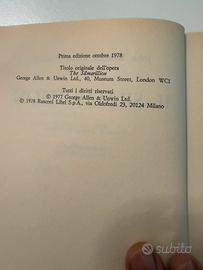 Prima edizione ottobre 1978
Titolo originale dell'opera
The Silmarillion
George Allen & Unwin Ltd., 40, Museum Street, London WC1
Tutti i diritti riservati
© 1977 George Allen & Unwin Ltd.
© 1978 Rusconi Libri S.p.A., via Oldofredi 23, 20124 Milano
subito